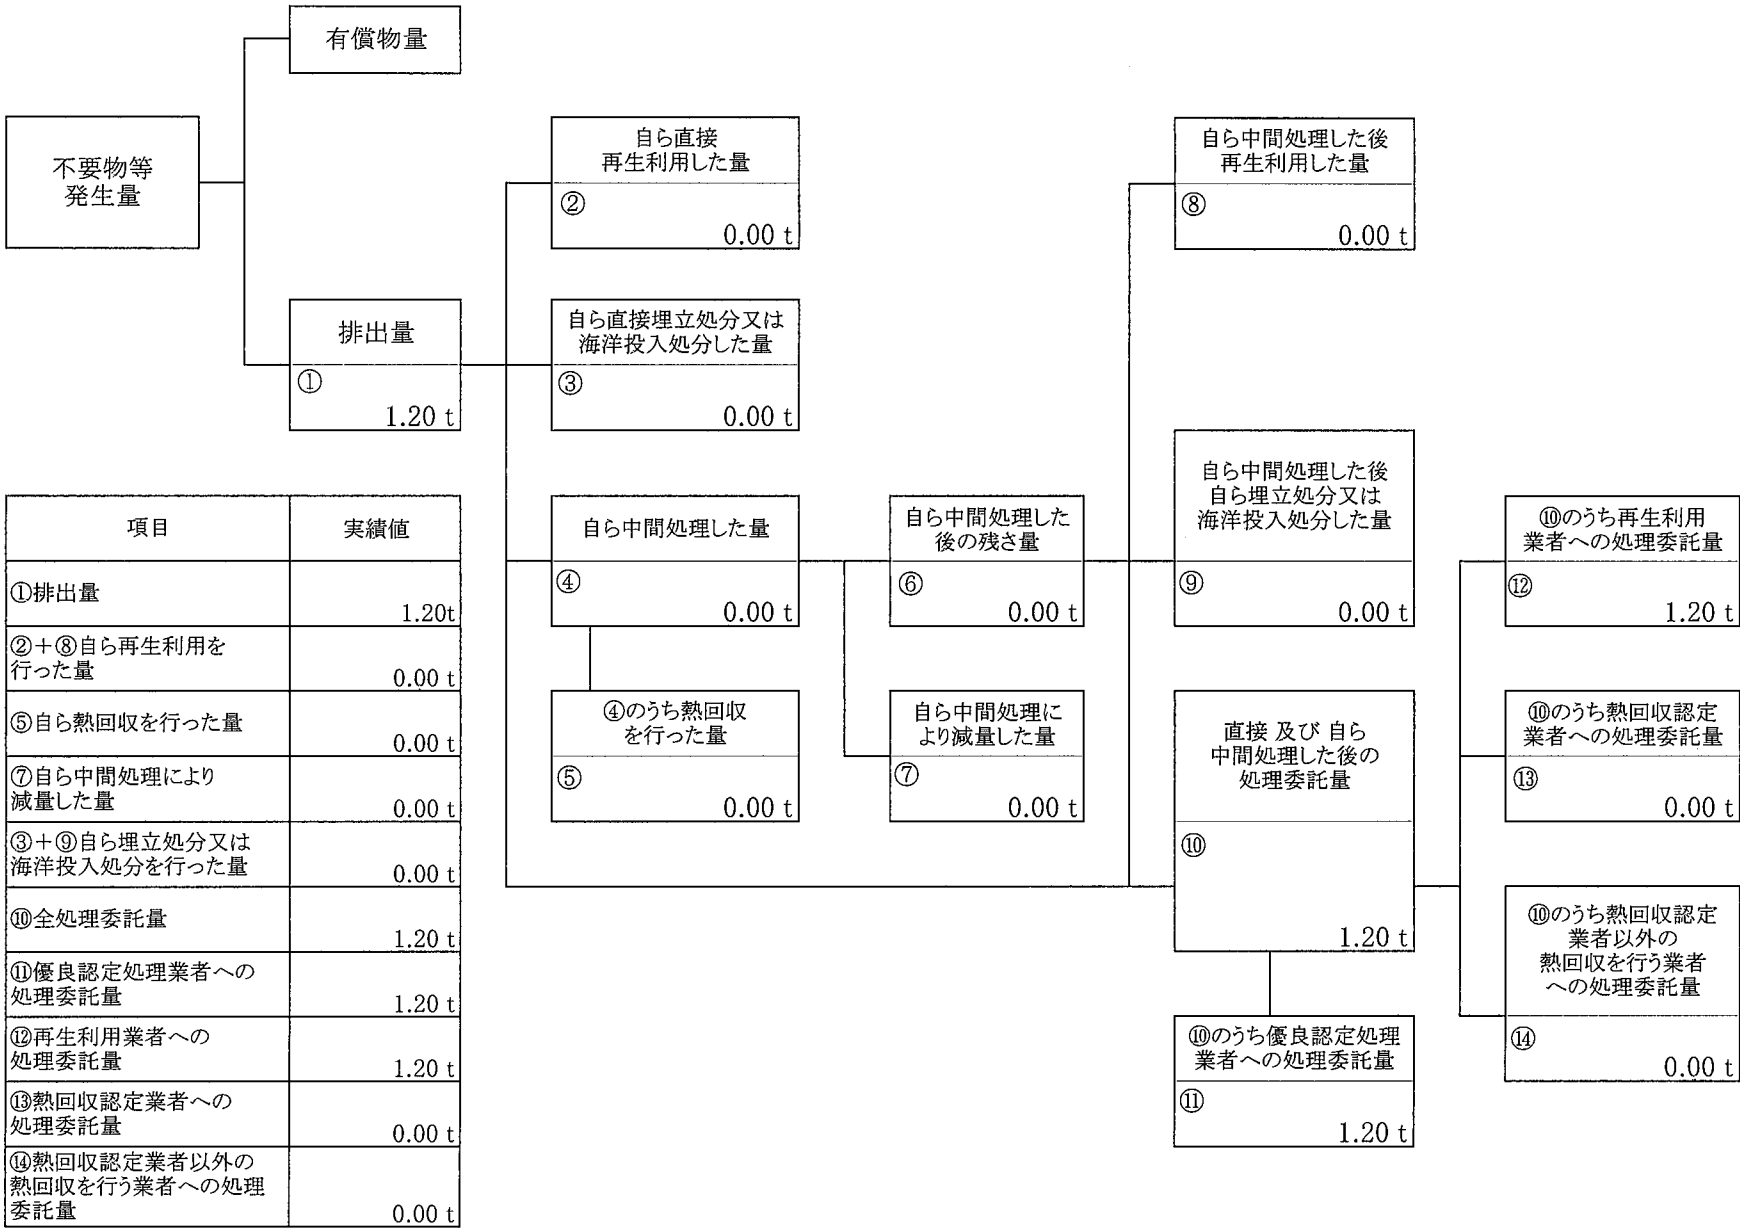 有償物量
不要物等
発生量
排出量
①
1.20 t
自ら直接
再生利用した量
②
0.00 t
自ら直接埋立処分又は
海洋投入処分した量
③
0.00 t
自ら中間処理した量
④
0.00 t
④のうち熱回収
を行った量
⑤
0.00 t
自ら中間処理した
後の残さ量
⑥
0.00 t
自ら中間処理に
より減量した量
⑦
0.00 t
自ら中間処理した後
再生利用した量
⑧
0.00 t
自ら中間処理した後
自ら埋立処分又は
海洋投入処分した量
⑨
0.00 t
直接 及び 自ら
中間処理した後の
処理委託量
⑩
1.20 t
⑩のうち優良認定処理
業者への処理委託量
⑪
1.20 t
⑩のうち再生利用
業者への処理委託量
⑫
1.20 t
⑩のうち熱回収認定
業者への処理委託量
⑬
0.00 t
⑩のうち熱回収認定
業者以外の
熱回収を行う業者
への処理委託量
⑭
0.00 t
項目 実績値
①排出量
1.20t
②＋⑧自ら再生利用を
行った量
0.00 t
⑤自ら熱回収を行った量
0.00 t
⑦自ら中間処理により
減量した量
0.00 t
③＋⑨自ら埋立処分又は
海洋投入処分を行った量
0.00 t
⑩全処理委託量
1.20 t
⑪優良認定処理業者への
処理委託量
1.20 t
⑫再生利用業者への
処理委託量
1.20 t
⑬熱回収認定業者への
処理委託量
0.00 t
⑭熱回収認定業者以外の
熱回収を行う業者への処理
委託量
0.00 t